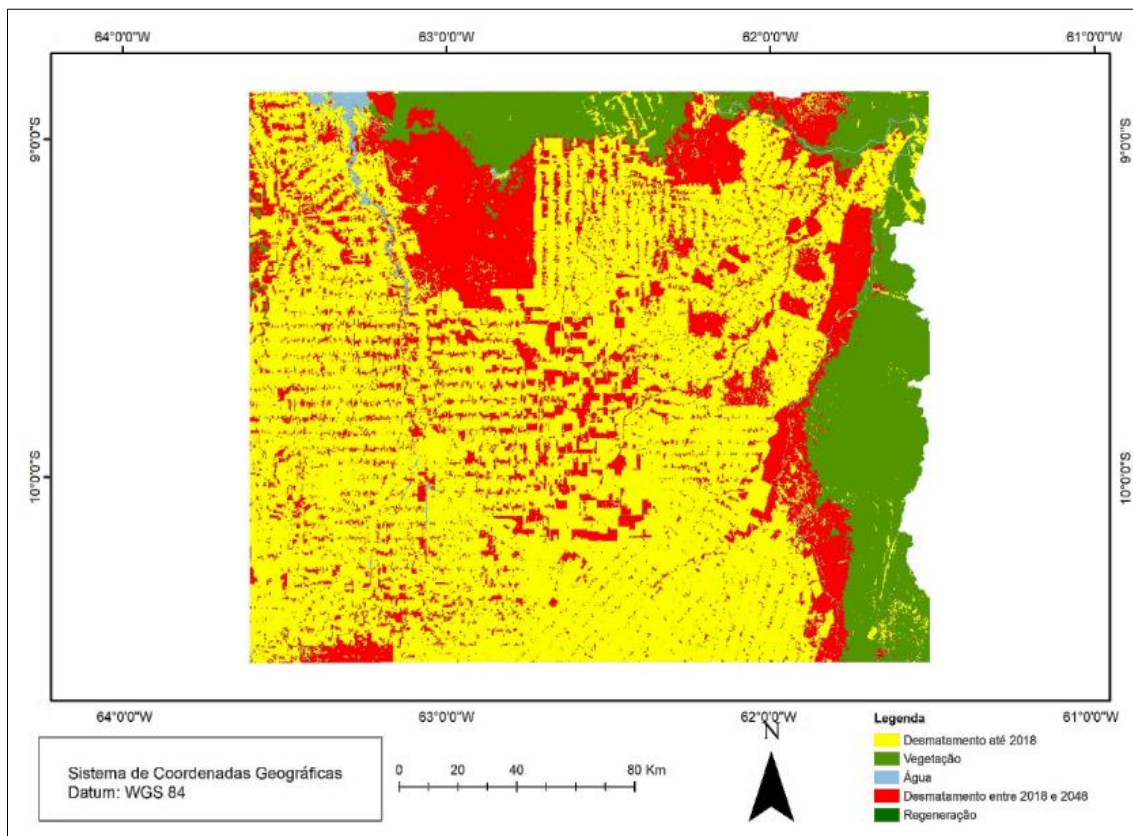 64°0'0"W 63°0'0"W 62°0'0"W 61°0'0"W
9°0'0"S 9°0'0"S
10°0'0"S 10°0'0"S
64°0'0"W 63°0'0"W 62°0'0"W 61°0'0"W
Sistema de Coordenadas Geográficas
Datum: WGS 84
0 20 40 80 Km
N
Legenda
Desmatamento até 2018
Vegetação
Água
Desmatamento entre 2018 e 2048
Regeneração